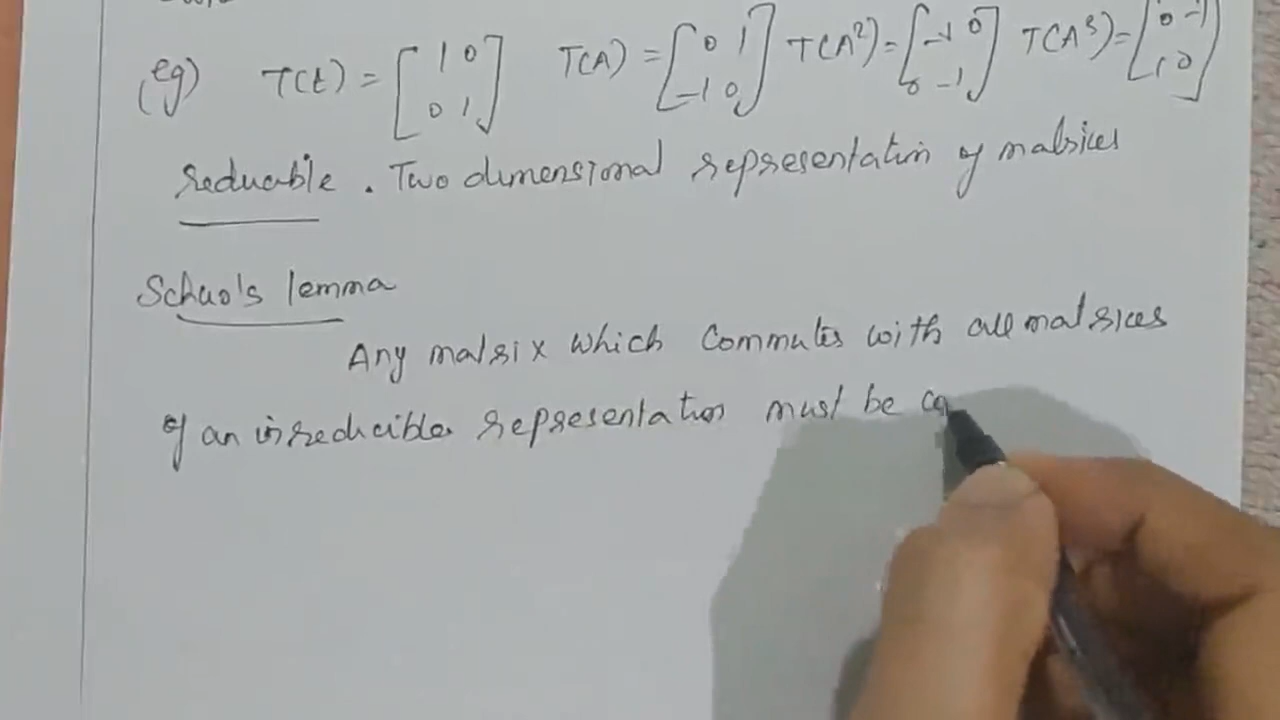 (eg) T(E) = [1 0 0 1] T(A) = [0 1 -1 0] T(A²) = [-1 0 0 -1] T(A³) = [0 -1 1 0]
reducible . Two dimensional representation of matrices
Schur's lemma
Any matrix which commutes with all matrices
of an irreducible representation must be co